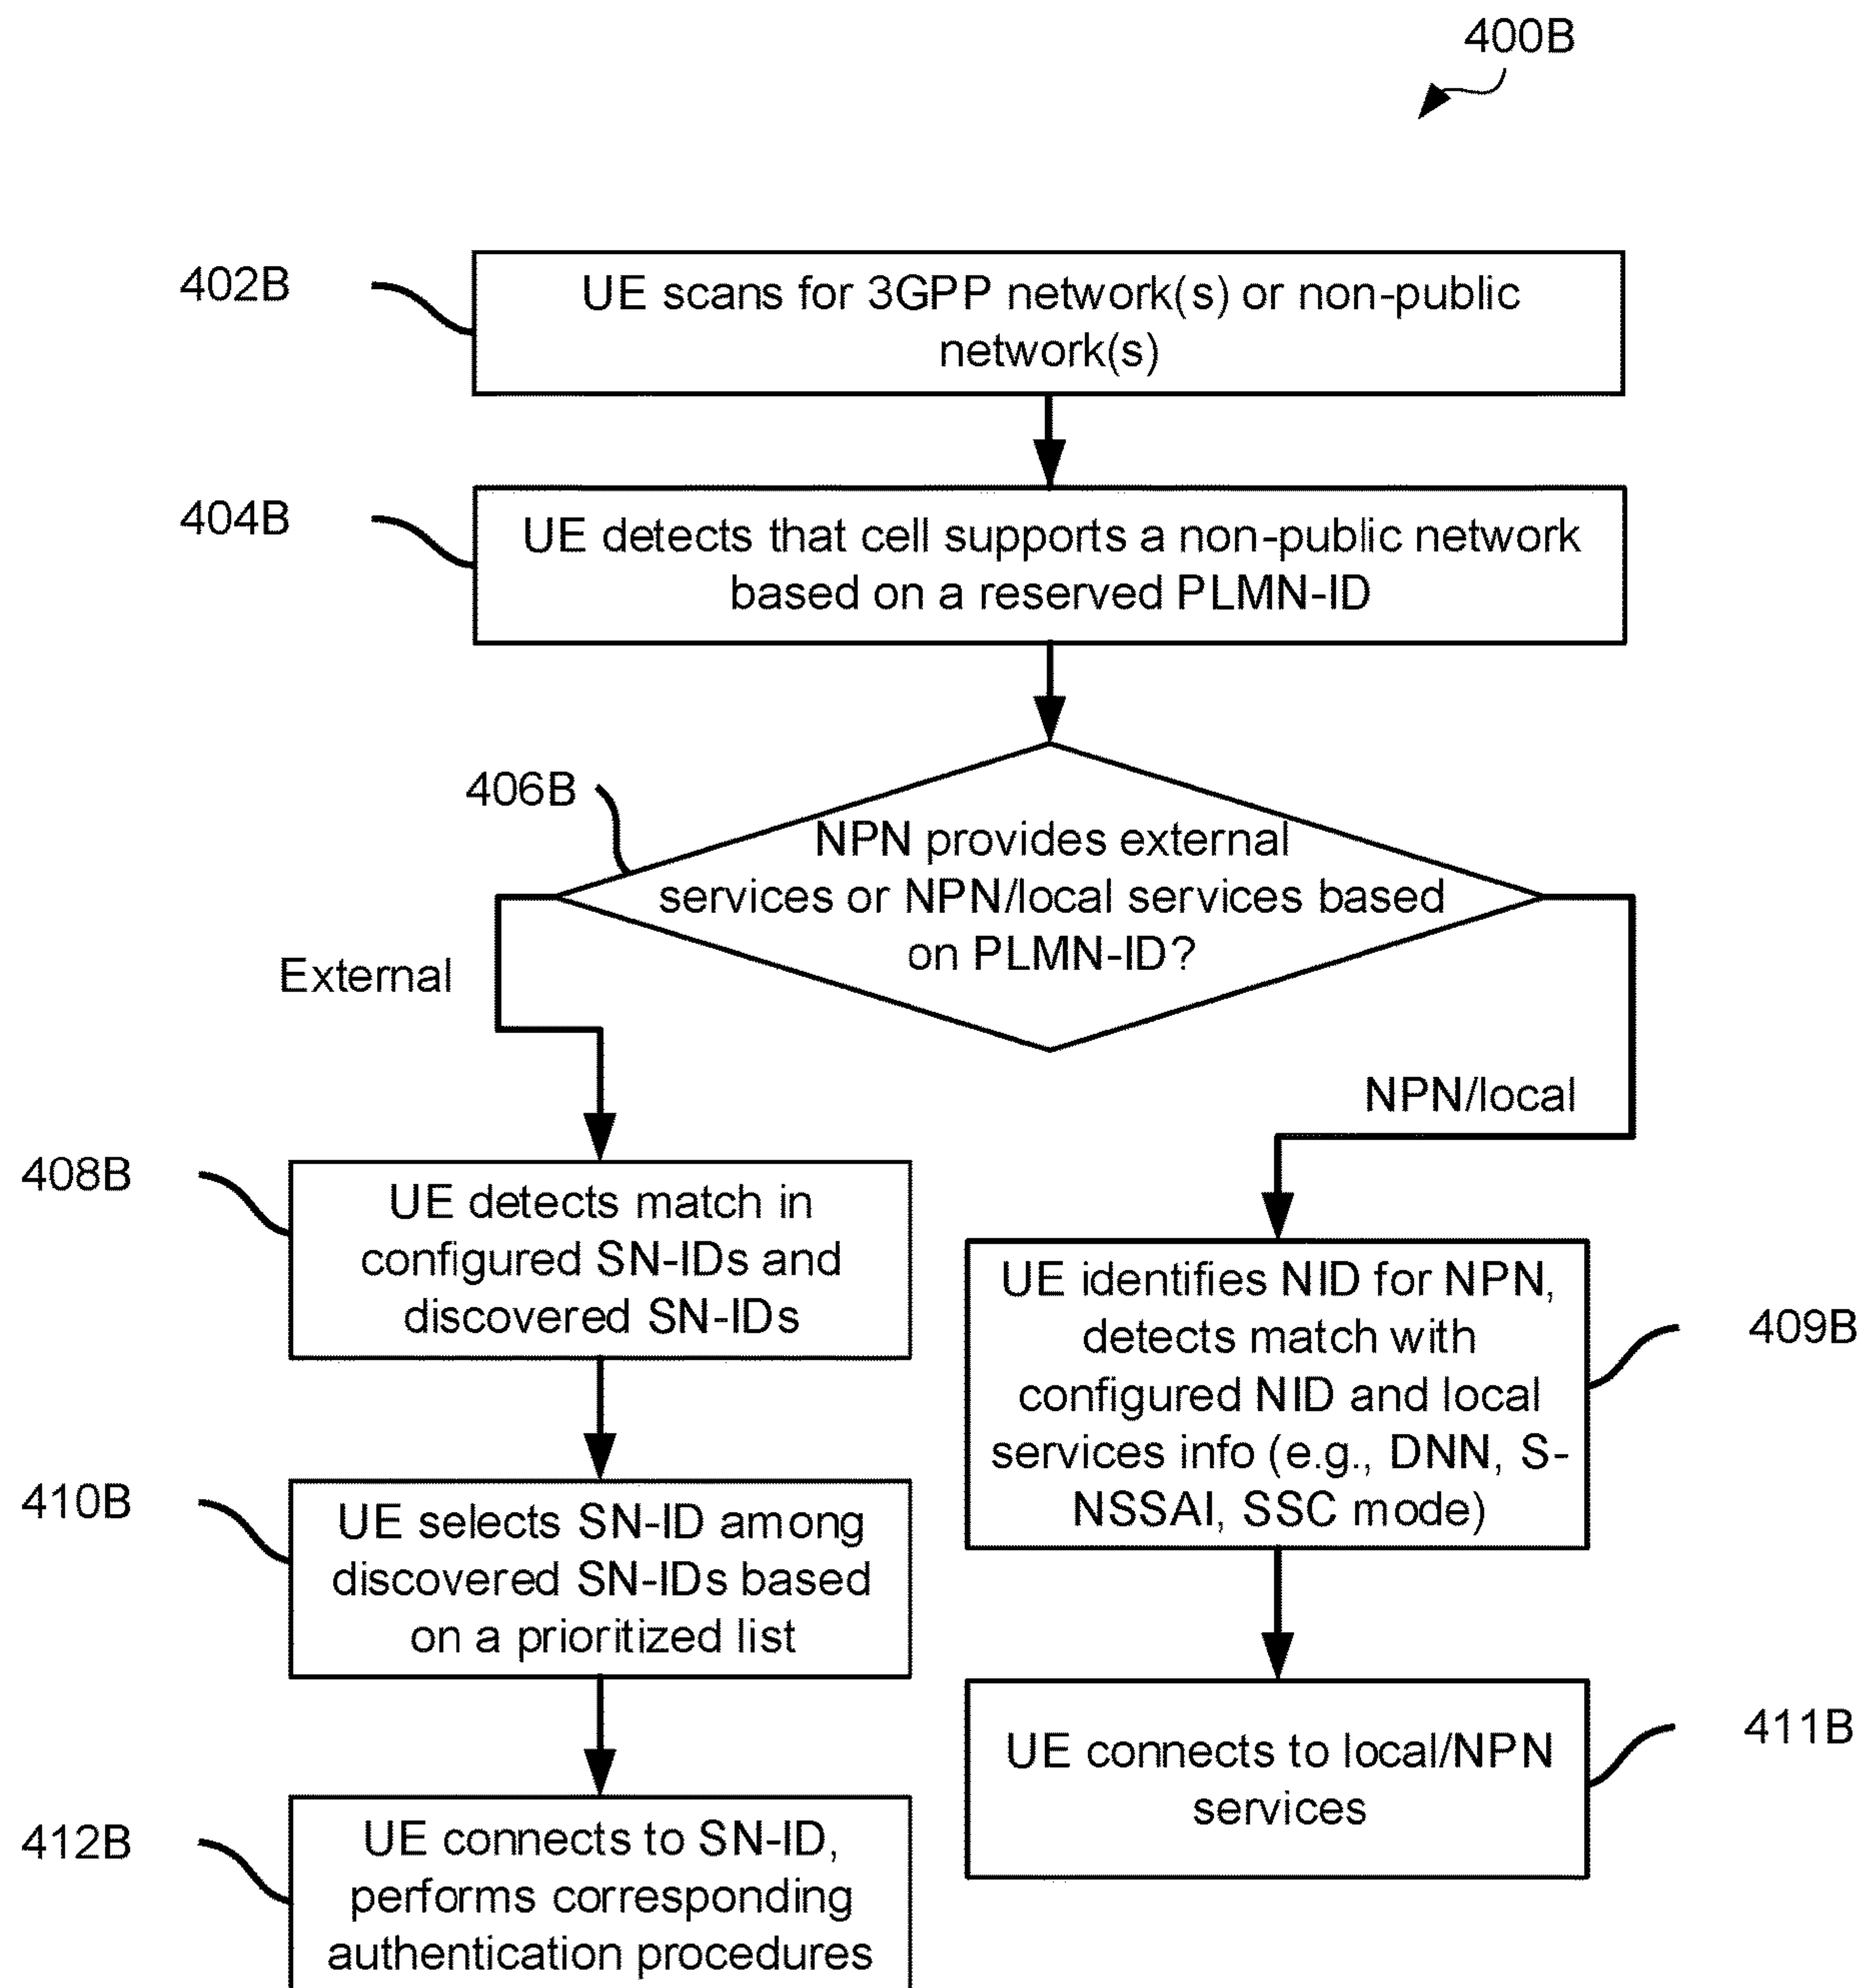 400B
402B
UE scans for 3GPP network(s) or non-public
network(s)
404B
UE detects that cell supports a non-public network
based on a reserved PLMN-ID
406B
NPN provides external
services or NPN/local services based
on PLMN-ID?
External
NPN/local
408B
UE detects match in
configured SN-IDs and
discovered SN-IDs
UE identifies NID for NPN,
detects match with
configured NID and local
services info (e.g., DNN, S-
NSSAI, SSC mode)
409B
410B
UE selects SN-ID among
discovered SN-IDs based
on a prioritized list
UE connects to local/NPN
services
411B
412B
UE connects to SN-ID,
performs corresponding
authentication procedures